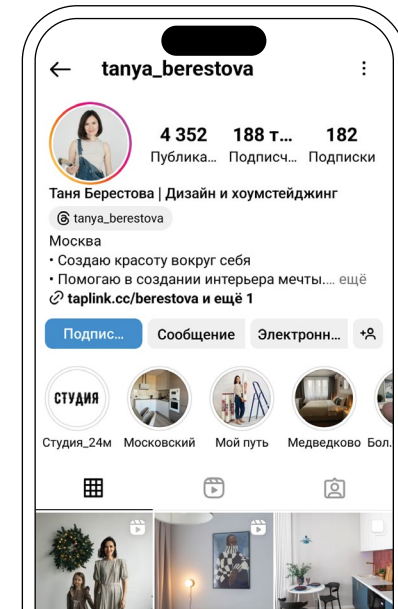 tanya_berestova
4 352 188 т... 182
Публика... Подписч... Подписки
Таня Берестова | Дизайн и хоумстейджинг
tanya_berestova
Москва
• Создаю красоту вокруг себя
• Помогаю в создании интерьера мечты.... ещё
taplink.cc/berestova и ещё 1
Подпис... Сообщение Электронн...
СТУДИЯ
Студия_24м Московский Мой путь Медведково Бол.